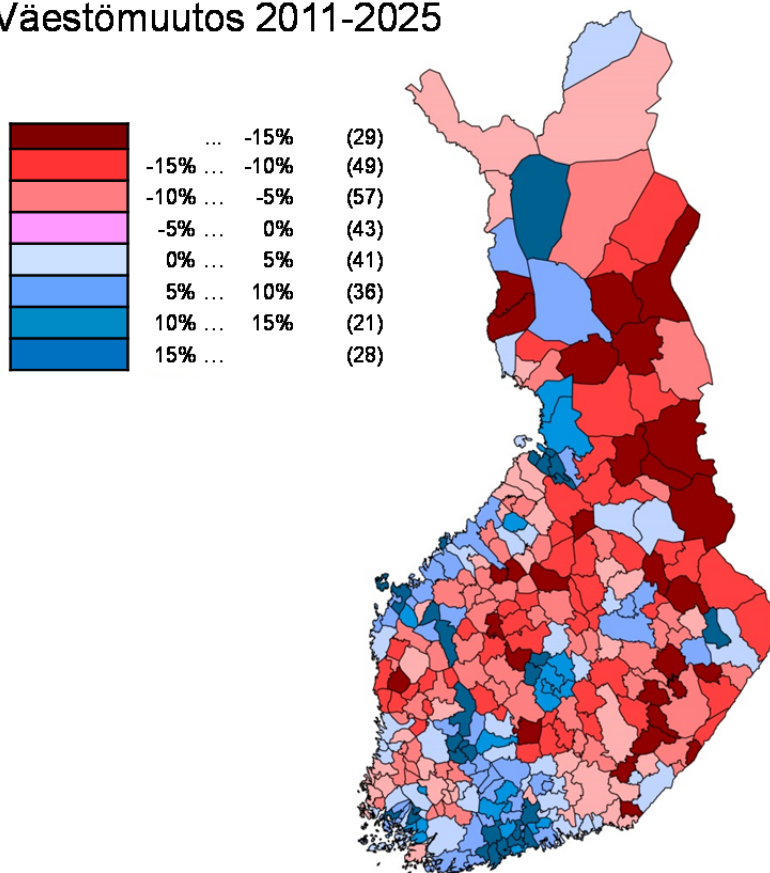 Väestömuutos 2011-2025
... -15% (29)
-15% ... -10% (49)
-10% ... -5% (57)
-5% ... 0% (43)
0% ... 5% (41)
5% ... 10% (36)
10% ... 15% (21)
15% ... (28)